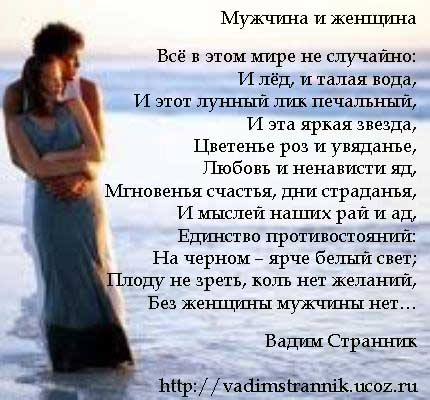 Мужчина и женщина
Всё в этом мире не случайно:
И лёд, и талая вода,
И этот лунный лик печальный,
И эта яркая звезда,
Цветенье роз и увяданье,
Любовь и ненависти яд,
Мгновенья счастья, дни страданья,
И мыслей наших рай и ад,
Единство противостояний:
На черном – ярче белый свет;
Плоду не зреть, коль нет желаний,
Без женщины мужчины нет…
Вадим Странник
http://vadimstrannik.ucoz.ru